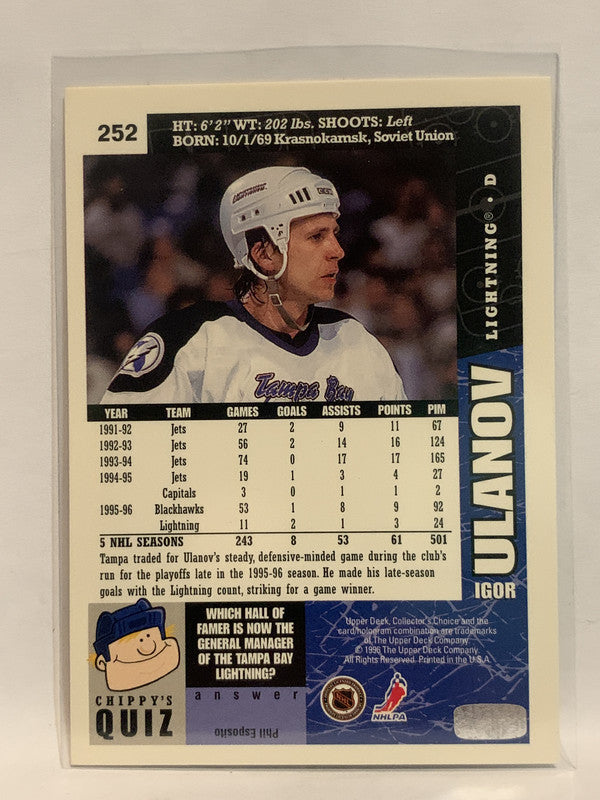 252
HT: 6'2" WT: 202 lbs. SHOOTS: Left
BORN: 10/1/69 Krasnokamsk, Soviet Union
LIGHTNING® • D
IGOR ULANOV
Tampa Bay
YEAR TEAM GAMES GOALS ASSISTS POINTS PIM
1991-92 Jets 27 2 9 11 67
1992-93 Jets 56 2 14 16 124
1993-94 Jets 74 0 17 17 165
1994-95 Jets 19 1 3 4 27
Capitals 3 0 1 1 2
1995-96 Blackhawks 53 1 8 9 92
Lightning 11 2 1 3 24
5 NHL SEASONS 243 8 53 61 501
Tampa traded for Ulanov's steady, defensive-minded game during the club's
run for the playoffs late in the 1995-96 season. He made his late-season
goals with the Lightning count, striking for a game winner.
CHIPPY'S
QUIZ
WHICH HALL OF
FAMER IS NOW THE
GENERAL MANAGER
OF THE TAMPA BAY
LIGHTNING?
answer
Phil Esposito
Upper Deck, Collector's Choice and the
card/hologram combination are trademarks
of The Upper Deck Company.
© 1996 The Upper Deck Company.
All Rights Reserved. Printed in the U.S.A.
NHLPA